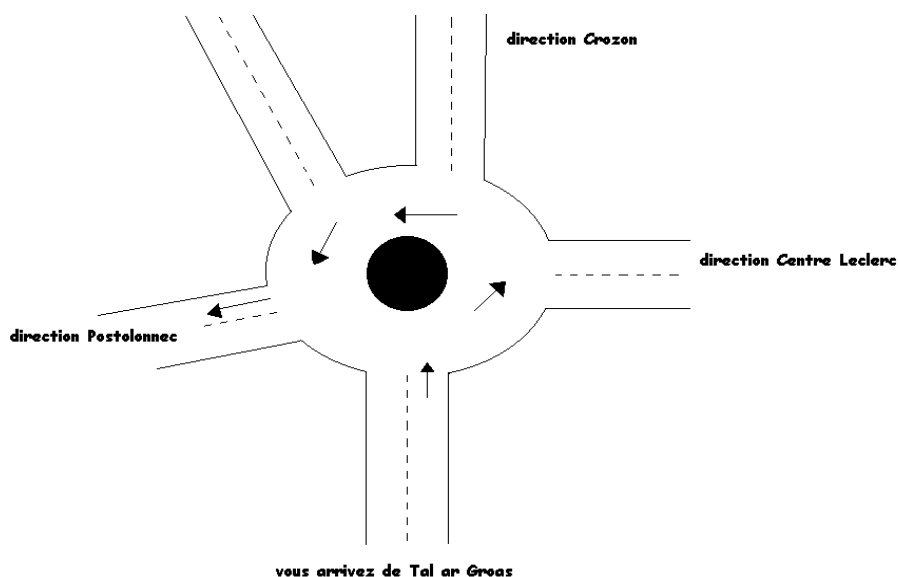 direction Crozon
direction Centre Leclerc
direction Postolonnec
vous arrivez de Tal ar Groas